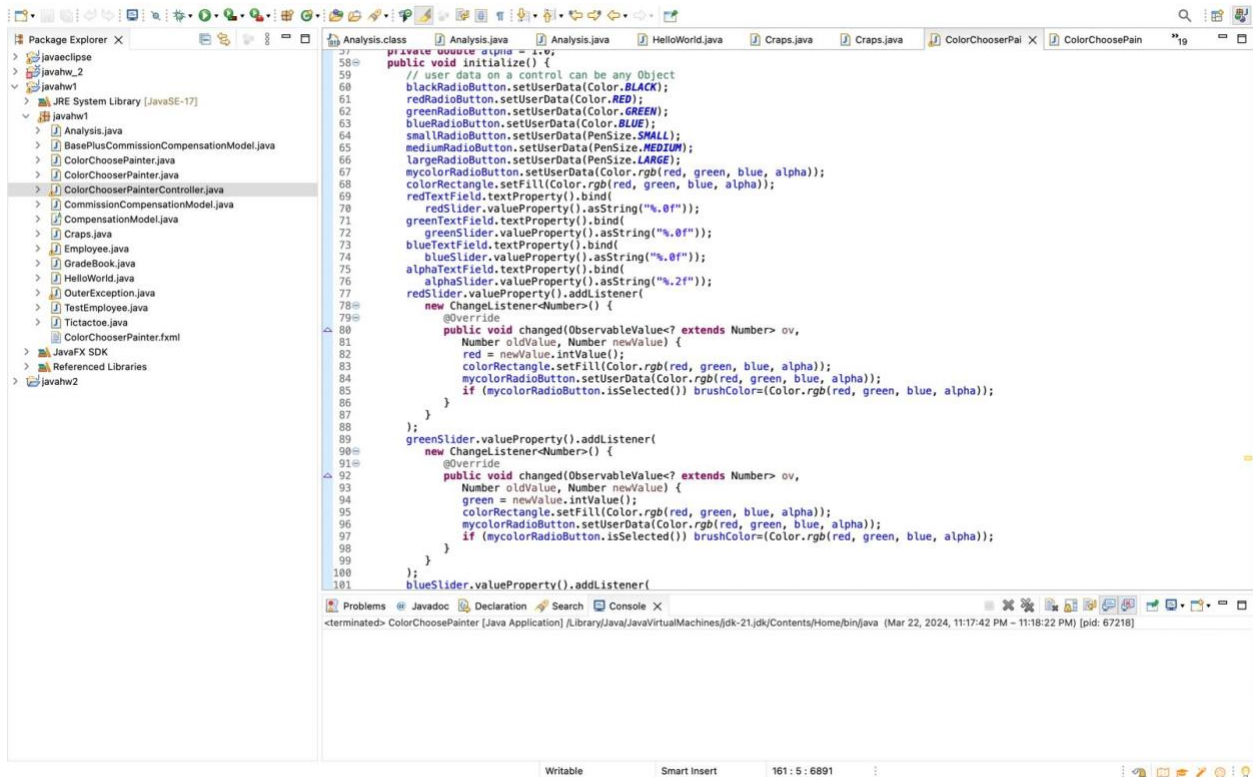 Package Explorer
javaeclipse
javahw_2
javahw1
JRE System Library [JavaSE-17]
javahw1
Analysis.java
BasePlusCommissionCompensationModel.java
ColorChoosePainter.java
ColorChooserPainter.java
ColorChooserPainterController.java
CommissionCompensationModel.java
CompensationModel.java
Craps.java
Employee.java
GradeBook.java
HelloWorld.java
OuterException.java
TestEmployee.java
Tictactoe.java
ColorChooserPainter.fxml
JavaFX SDK
Referenced Libraries
javahw2
Analysis.class Analysis.java Analysis.java HelloWorld.java Craps.java Craps.java ColorChooserPai ColorChoosePain 19
57 private double alpha = 1.0;
58 public void initialize() {
59 // user data on a control can be any Object
60 blackRadioButton.setUserData(Color.BLACK);
61 redRadioButton.setUserData(Color.RED);
62 greenRadioButton.setUserData(Color.GREEN);
63 blueRadioButton.setUserData(Color.BLUE);
64 smallRadioButton.setUserData(PenSize.SMALL);
65 mediumRadioButton.setUserData(PenSize.MEDIUM);
66 largeRadioButton.setUserData(PenSize.LARGE);
67 mycolorRadioButton.setUserData(Color.rgb(red, green, blue, alpha));
68 colorRectangle.setFill(Color.rgb(red, green, blue, alpha));
69 redTextField.textProperty().bind(
70 redSlider.valueProperty().asString("%.0f"));
71 greenTextField.textProperty().bind(
72 greenSlider.valueProperty().asString("%.0f"));
73 blueTextField.textProperty().bind(
74 blueSlider.valueProperty().asString("%.0f"));
75 alphaTextField.textProperty().bind(
76 alphaSlider.valueProperty().asString("%.2f"));
77 redSlider.valueProperty().addListener(
78 new ChangeListener<Number>() {
79 @Override
80 public void changed(ObservableValue<? extends Number> ov,
81 Number oldValue, Number newValue) {
82 red = newValue.intValue();
83 colorRectangle.setFill(Color.rgb(red, green, blue, alpha));
84 mycolorRadioButton.setUserData(Color.rgb(red, green, blue, alpha));
85 if (mycolorRadioButton.isSelected()) brushColor=(Color.rgb(red, green, blue, alpha));
86 }
87 }
88 );
89 greenSlider.valueProperty().addListener(
90 new ChangeListener<Number>() {
91 @Override
92 public void changed(ObservableValue<? extends Number> ov,
93 Number oldValue, Number newValue) {
94 green = newValue.intValue();
95 colorRectangle.setFill(Color.rgb(red, green, blue, alpha));
96 mycolorRadioButton.setUserData(Color.rgb(red, green, blue, alpha));
97 if (mycolorRadioButton.isSelected()) brushColor=(Color.rgb(red, green, blue, alpha));
98 }
99 }
100 );
101 blueSlider.valueProperty().addListener(
Problems Javadoc Declaration Search Console
<terminated> ColorChoosePainter [Java Application] /Library/Java/JavaVirtualMachines/jdk-21.jdk/Contents/Home/bin/java (Mar 22, 2024, 11:17:42 PM – 11:18:22 PM) [pid: 67218]
Writable Smart Insert 161 : 5 : 6891